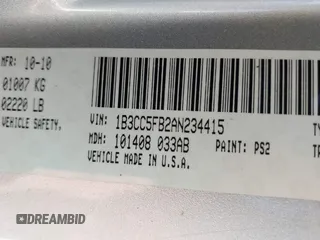 MFR: 10-10
01007 KG
02220 LB
VEHICLE SAFETY.
VIN: 1B3CC5FB2AN234415
MDH: 101408 033AB
VEHICLE MADE IN U.S.A.
PAINT: PS2
DREAMBID